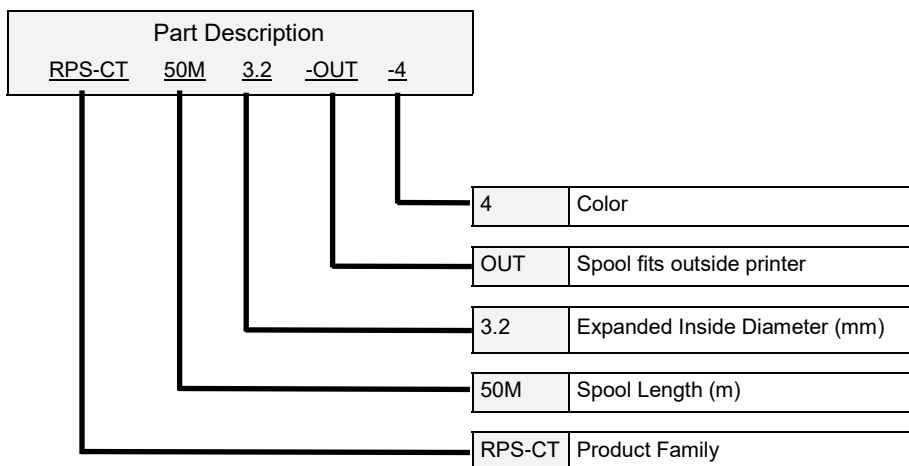 Part Description
RPS-CT 50M 3.2 -OUT -4
4 Color
OUT Spool fits outside printer
3.2 Expanded Inside Diameter (mm)
50M Spool Length (m)
RPS-CT Product Family